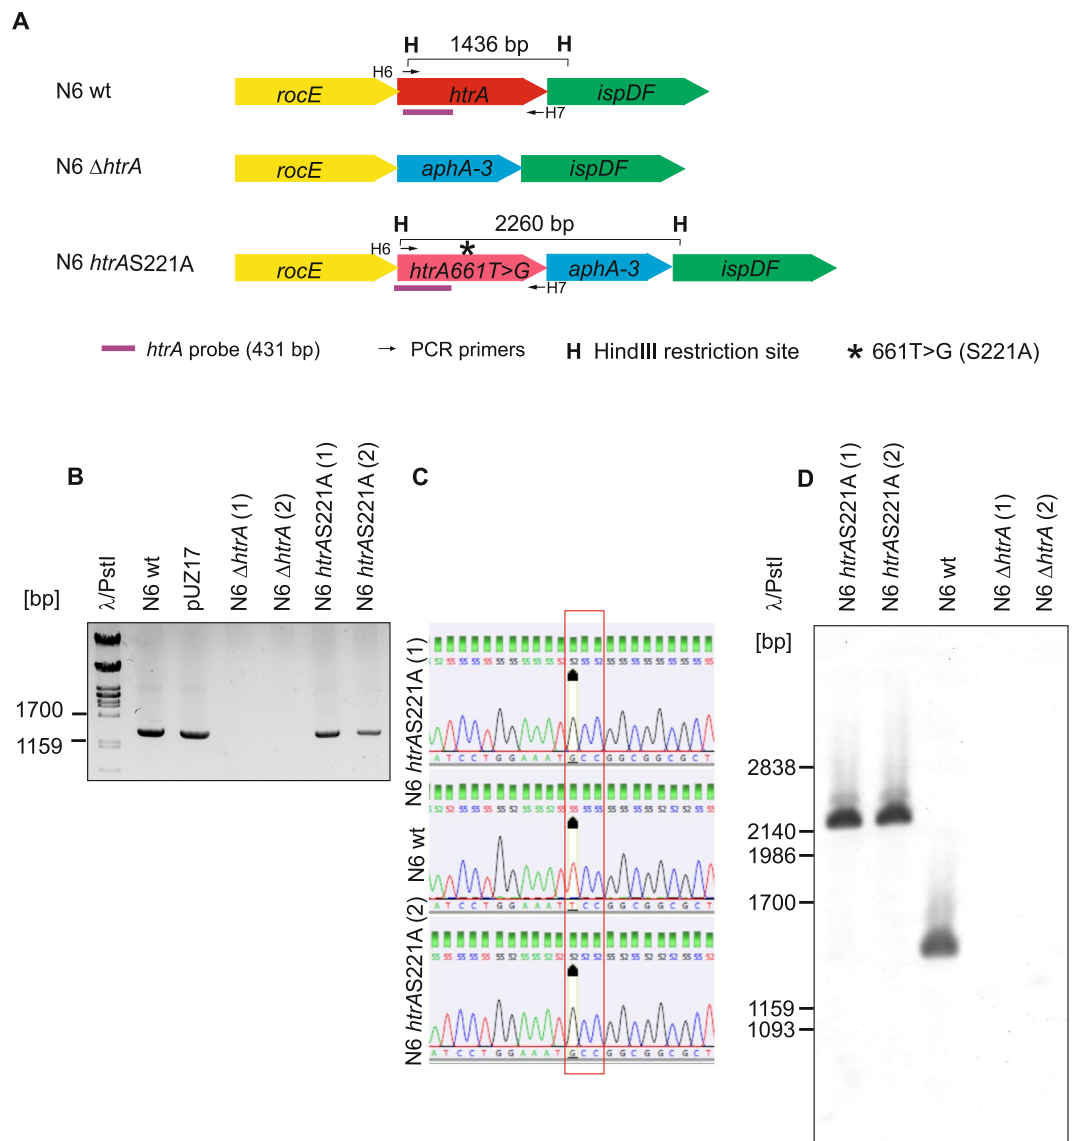 A
H 1436 bp H
H6
N6 wt
rocE htrA ispDF
H7
N6 ΔhtrA
rocE aphA-3 ispDF
H 2260 bp H
H6 *
N6 htrAS221A
rocE htrA661T>G aphA-3 ispDF
H7
htrA probe (431 bp) → PCR primers H HindIII restriction site * 661T>G (S221A)
B
[bp]
λ/PstI
N6 wt
pUZ17
N6 ΔhtrA (1)
N6 ΔhtrA (2)
N6 htrAS221A (1)
N6 htrAS221A (2)
1700
1159
C
N6 htrAS221A (1)
A T C C T G G A A A T G C C G G C G G C G C T
N6 wt
A T C C T G G A A A T T C C G G C G G C G C T
N6 htrAS221A (2)
A T C C T G G A A A T G C C G G C G G C G C T
D
λ/PstI
N6 htrAS221A (1)
N6 htrAS221A (2)
N6 wt
N6 ΔhtrA (1)
N6 ΔhtrA (2)
[bp]
2838
2140
1986
1700
1159
1093